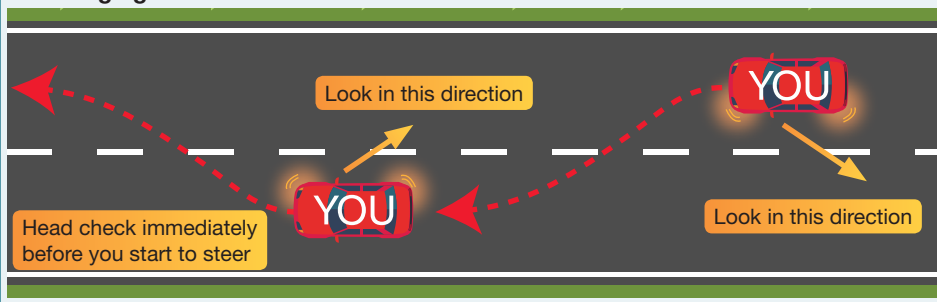 YOU
Look in this direction
YOU
Look in this direction
Head check immediately
before you start to steer